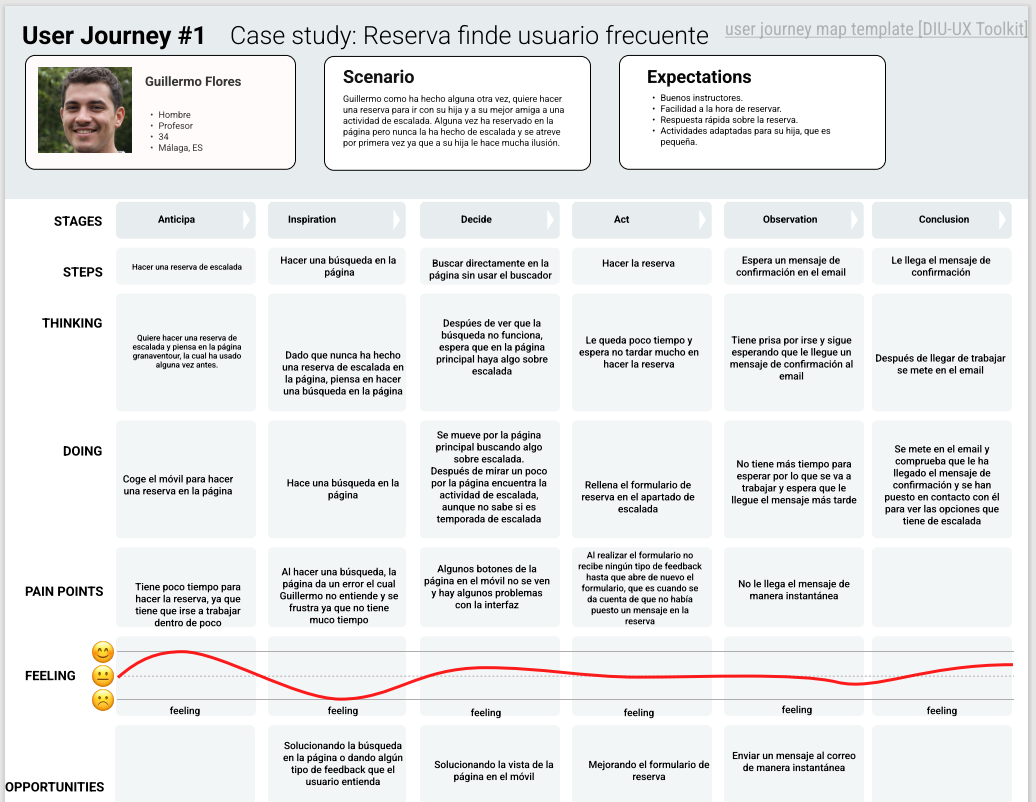 User Journey #1 Case study: Reserva finde usuario frecuente
user journey map template [DIU-UX Toolkit]
Guillermo Flores
• Hombre
• Profesor
• 34
• Málaga, ES
Scenario
Guillermo como ha hecho alguna otra vez, quiere hacer
una reserva para ir con su hija y a su mejor amiga a una
actividad de escalada. Alguna vez ha reservado en la
página pero nunca la ha hecho de escalada y se atreve
por primera vez ya que a su hija le hace mucha ilusión.
Expectations
• Buenos instructores.
• Facilidad a la hora de reservar.
• Respuesta rápida sobre la reserva.
• Actividades adaptadas para su hija, que es
pequeña.
STAGES
Anticipa
Inspiration
Decide
Act
Observation
Conclusion
STEPS
Hacer una reserva de escalada
Hacer una búsqueda en la
página
Buscar directamente en la
página sin usar el buscador
Hacer la reserva
Espera un mensaje de
confirmación en el email
Le llega el mensaje de
confirmación
THINKING
Quiere hacer una reserva de
escalada y piensa en la página
granaventour, la cual ha usado
alguna vez antes.
Dado que nunca ha hecho
una reserva de escalada en
la página, piensa en hacer
una búsqueda en la página
Despúes de ver que la
búsqueda no funciona,
espera que en la página
principal haya algo sobre
escalada
Le queda poco tiempo y
espera no tardar mucho en
hacer la reserva
Tiene prisa por irse y sigue
esperando que le llegue un
mensaje de confirmación al
email
Después de llegar de trabajar
se mete en el email
DOING
Coge el móvil para hacer
una reserva en la página
Hace una búsqueda en la
página
Se mueve por la página
principal buscando algo
sobre escalada.
Después de mirar un poco
por la página encuentra la
actividad de escalada,
aunque no sabe si es
temporada de escalada
Rellena el formulario de
reserva en el apartado de
escalada
No tiene más tiempo para
esperar por lo que se va a
trabajar y espera que le
llegue el mensaje más tarde
Se mete en el email y
comprueba que le ha
llegado el mensaje de
confirmación y se han
puesto en contacto con él
para ver las opciones que
tiene de escalada
PAIN POINTS
Tiene poco tiempo para
hacer la reserva, ya que
tiene que irse a trabajar
dentro de poco
Al hacer una búsqueda, la
página da un error el cual
Guillermo no entiende y se
frustra ya que no tiene
muco tiempo
Algunos botones de la
página en el móvil no se ven
y hay algunos problemas
con la interfaz
Al realizar el formulario no
recibe ningún tipo de feedback
hasta que abre de nuevo el
formulario, que es cuando se
da cuenta de que no había
puesto un mensaje en la
reserva
No le llega el mensaje de
manera instantánea
FEELING
feeling
feeling
feeling
feeling
feeling
feeling
OPPORTUNITIES
Solucionando la búsqueda
en la página o dando algún
tipo de feedback que el
usuario entienda
Solucionando la vista de la
página en el móvil
Mejorando el formulario de
reserva
Enviar un mensaje al correo
de manera instantánea